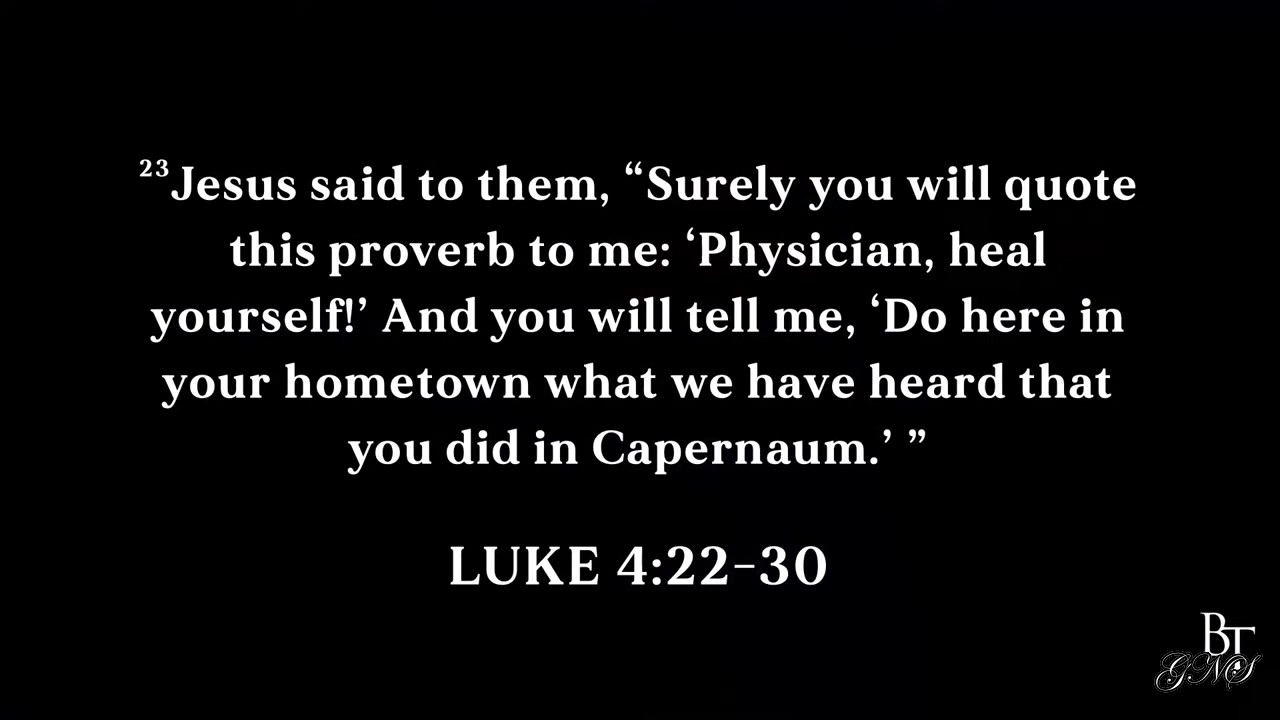 ²³Jesus said to them, “Surely you will quote
this proverb to me: ‘Physician, heal
yourself!’ And you will tell me, ‘Do here in
your hometown what we have heard that
you did in Capernaum.’ ”
LUKE 4:22-30
BT
GNS